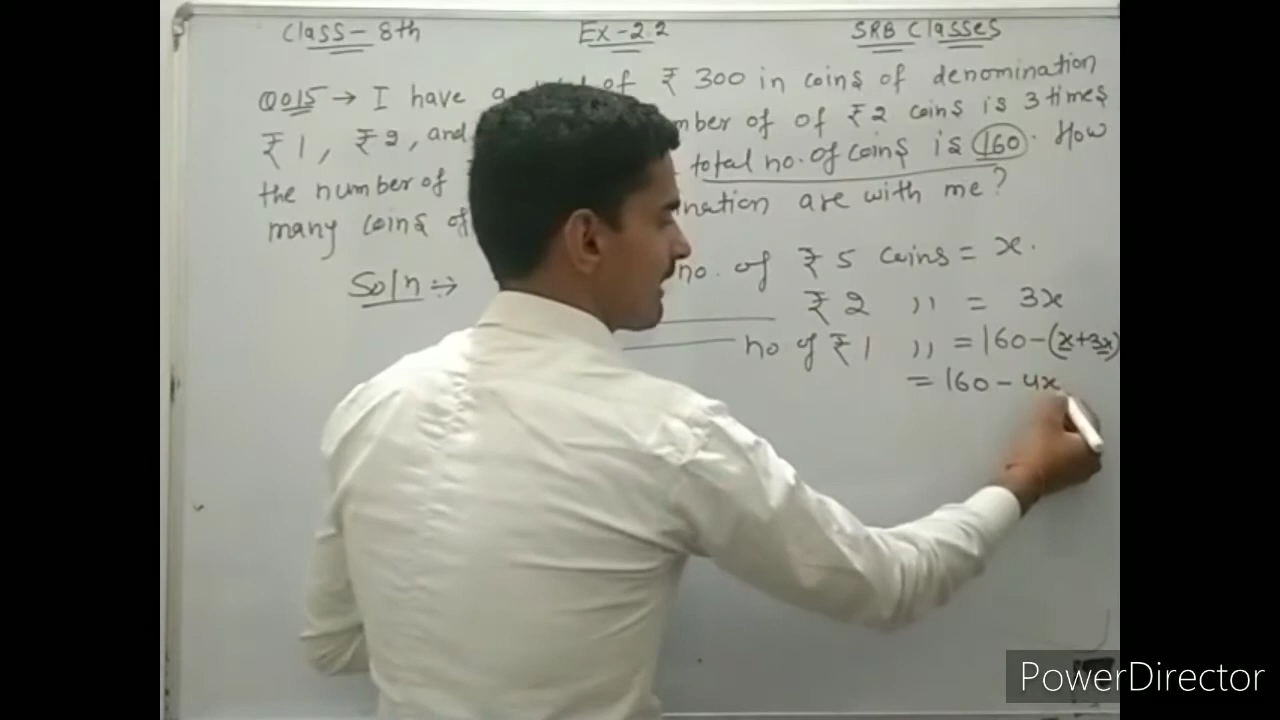 Class-8th Ex-2.2 SRB Classes
Q015 → I have a of ₹ 300 in coins of denomination
₹1, ₹2, and mber of of ₹2 coins is 3 times
the number of total no. of coins is 160. How
many coins of nation are with me?
Soln :→ no. of ₹5 coins = x.
₹2 ,, = 3x
no of ₹1 ,, = 160-(x+3x)
= 160-4x
PowerDirector